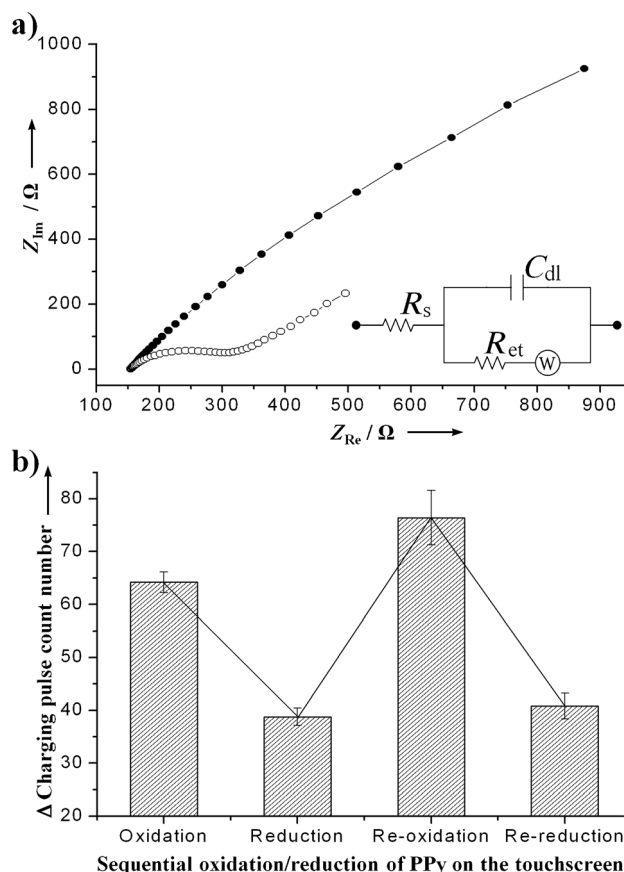 a)
1000
800
600
400
200
0
Z_Im / Ω
100 200 300 400 500 600 700 800 900
Z_Re / Ω
R_s
C_dl
R_et
W
b)
80
70
60
50
40
30
20
Δ Charging pulse count number
Oxidation Reduction Re-oxidation Re-reduction
Sequential oxidation/reduction of PPy on the touchscreen